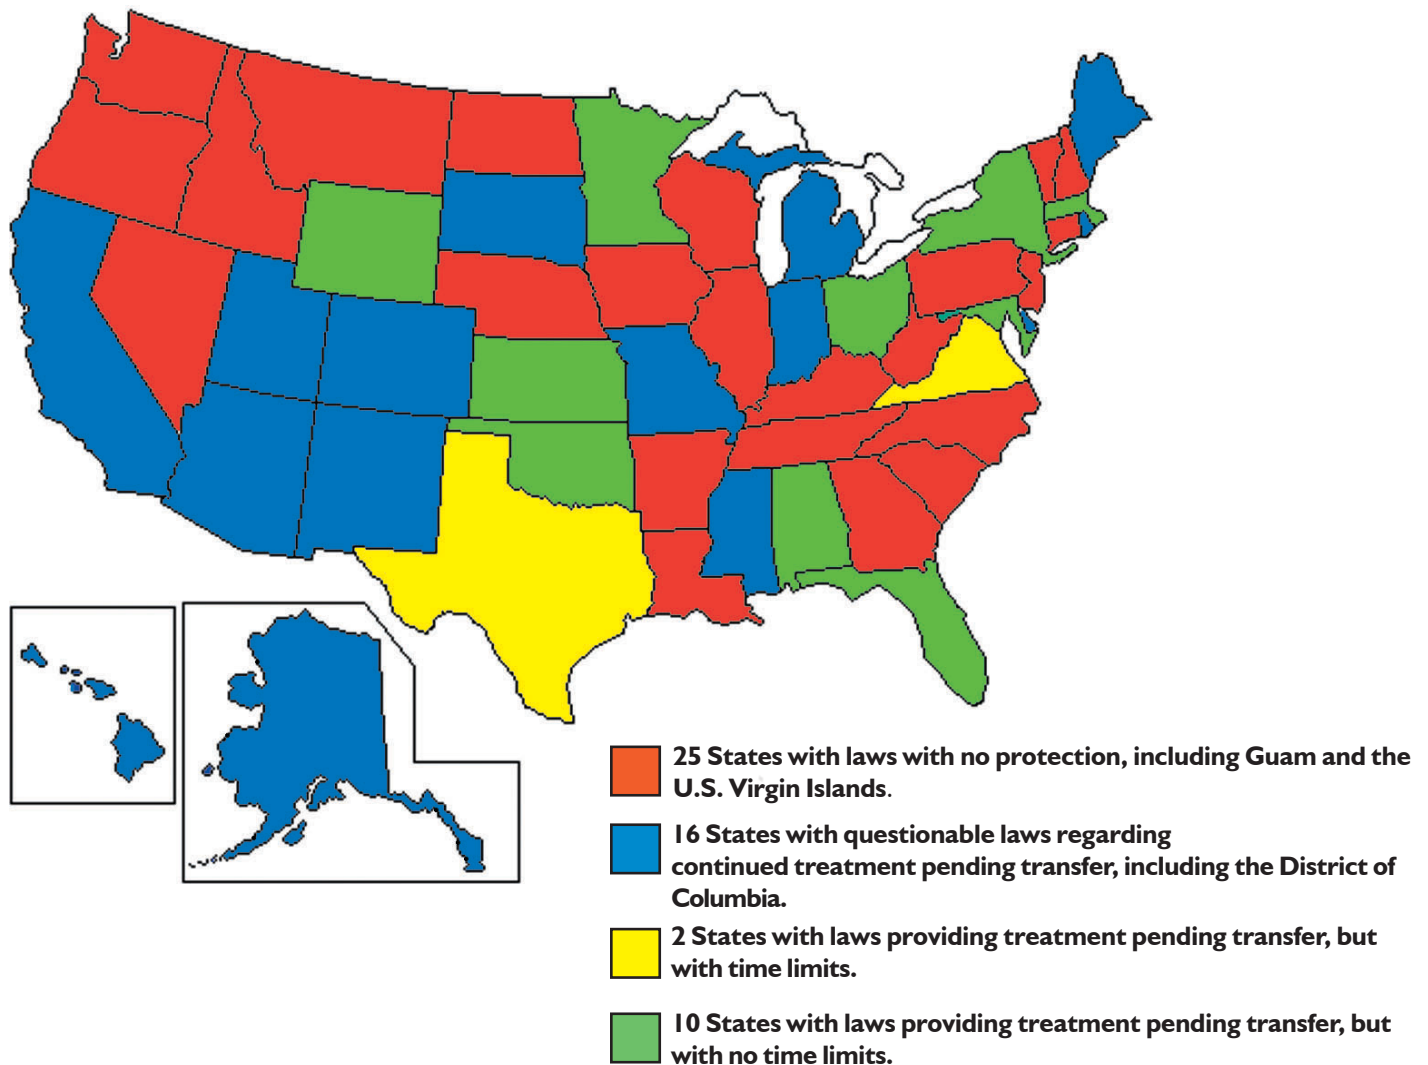 25 States with laws with no protection, including Guam and the
U.S. Virgin Islands.
16 States with questionable laws regarding
continued treatment pending transfer, including the District of
Columbia.
2 States with laws providing treatment pending transfer, but
with time limits.
10 States with laws providing treatment pending transfer, but
with no time limits.